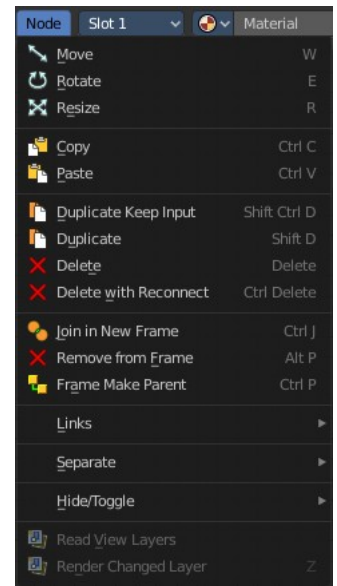 Node Slot 1 Material
Move W
Rotate E
Resize R
Copy Ctrl C
Paste Ctrl V
Duplicate Keep Input Shift Ctrl D
Duplicate Shift D
Delete Delete
Delete with Reconnect Ctrl Delete
Join in New Frame Ctrl J
Remove from Frame Alt P
Frame Make Parent Ctrl P
Links
Separate
Hide/Toggle
Read View Layers
Render Changed Layer Z